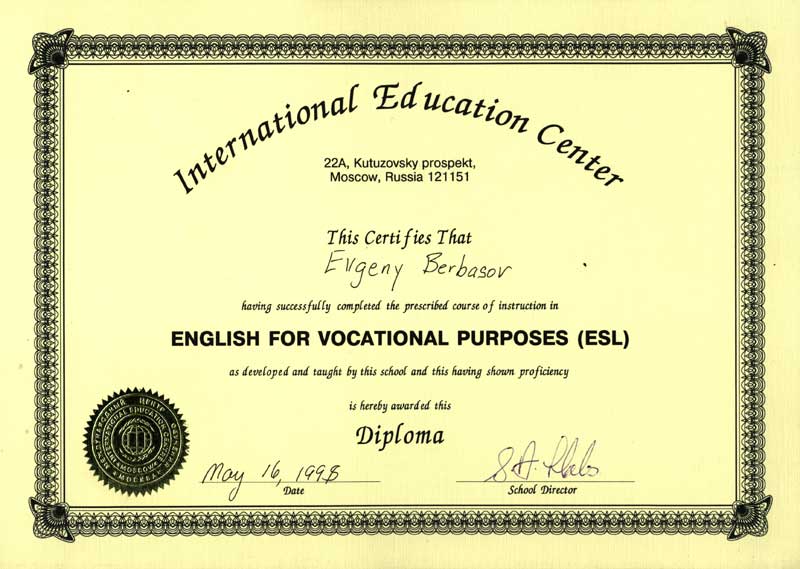 International Education Center
22A, Kutuzovsky prospekt,
Moscow, Russia 121151
This Certifies That
Evgeny Berbasov
having successfully completed the prescribed course of instruction in
ENGLISH FOR VOCATIONAL PURPOSES (ESL)
as developed and taught by this school and this having shown proficiency
is hereby awarded this
Diploma
May 16, 1998
Date
School Director